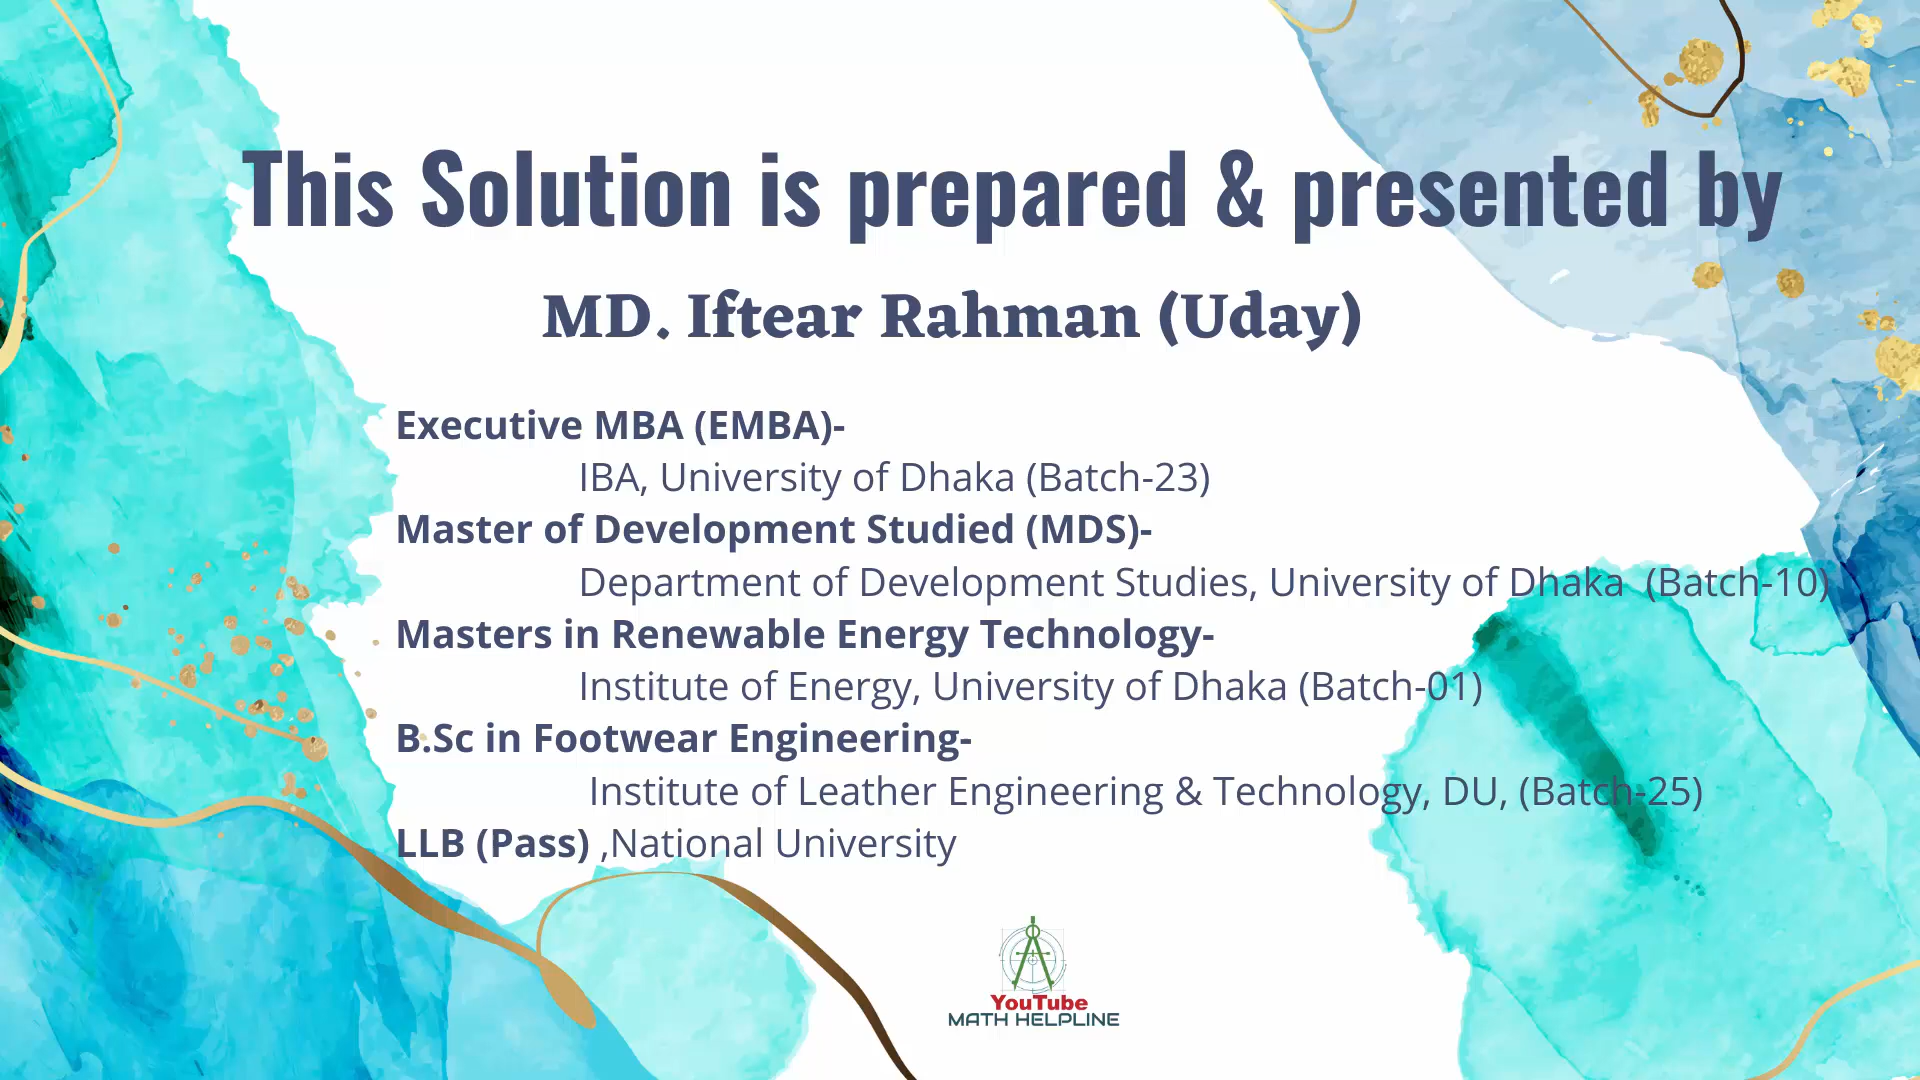 This Solution is prepared & presented by
MD. Iftear Rahman (Uday)
Executive MBA (EMBA)-
IBA, University of Dhaka (Batch-23)
Master of Development Studied (MDS)-
Department of Development Studies, University of Dhaka (Batch-10)
Masters in Renewable Energy Technology-
Institute of Energy, University of Dhaka (Batch-01)
B.Sc in Footwear Engineering-
Institute of Leather Engineering & Technology, DU, (Batch-25)
LLB (Pass) ,National University
YouTube
MATH HELPLINE